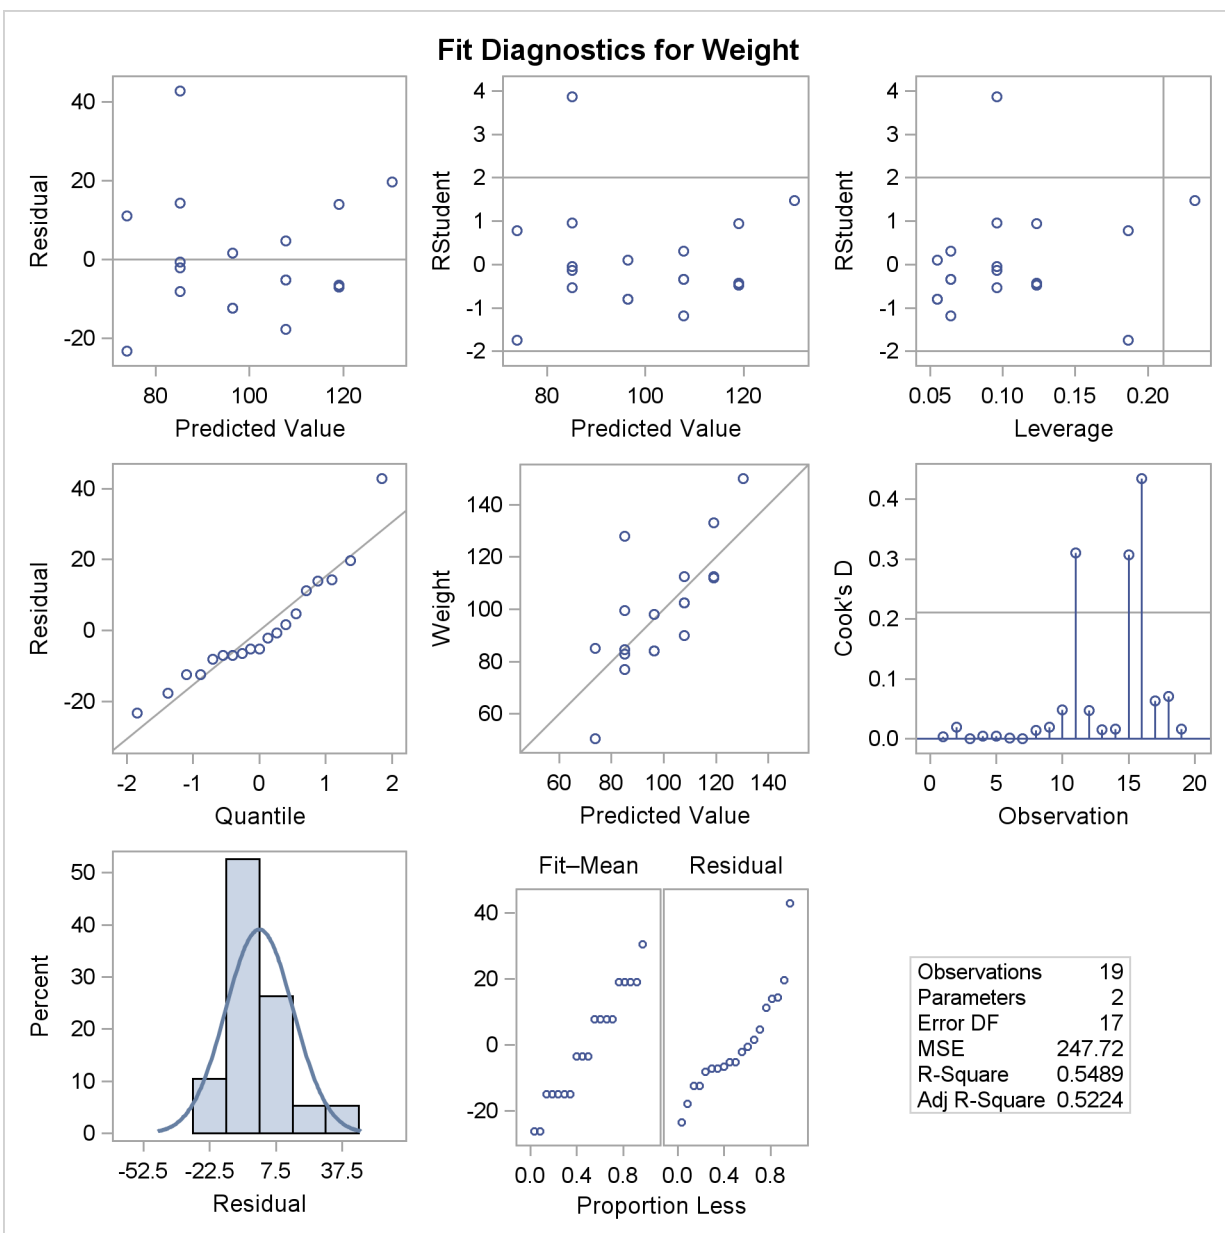 Fit Diagnostics for Weight
40
20
0
-20
Residual
80 100 120
Predicted Value
4
3
2
1
0
-1
-2
RStudent
80 100 120
Predicted Value
4
3
2
1
0
-1
-2
RStudent
0.05 0.10 0.15 0.20
Leverage
40
20
0
-20
Residual
-2 -1 0 1 2
Quantile
140
120
100
80
60
Weight
60 80 100 120 140
Predicted Value
0.4
0.3
0.2
0.1
0.0
Cook's D
0 5 10 15 20
Observation
50
40
30
20
10
0
Percent
-52.5 -22.5 7.5 37.5
Residual
Fit–Mean Residual
40
20
0
-20
0.0 0.4 0.8 0.0 0.4 0.8
Proportion Less
Observations 19
Parameters 2
Error DF 17
MSE 247.72
R-Square 0.5489
Adj R-Square 0.5224